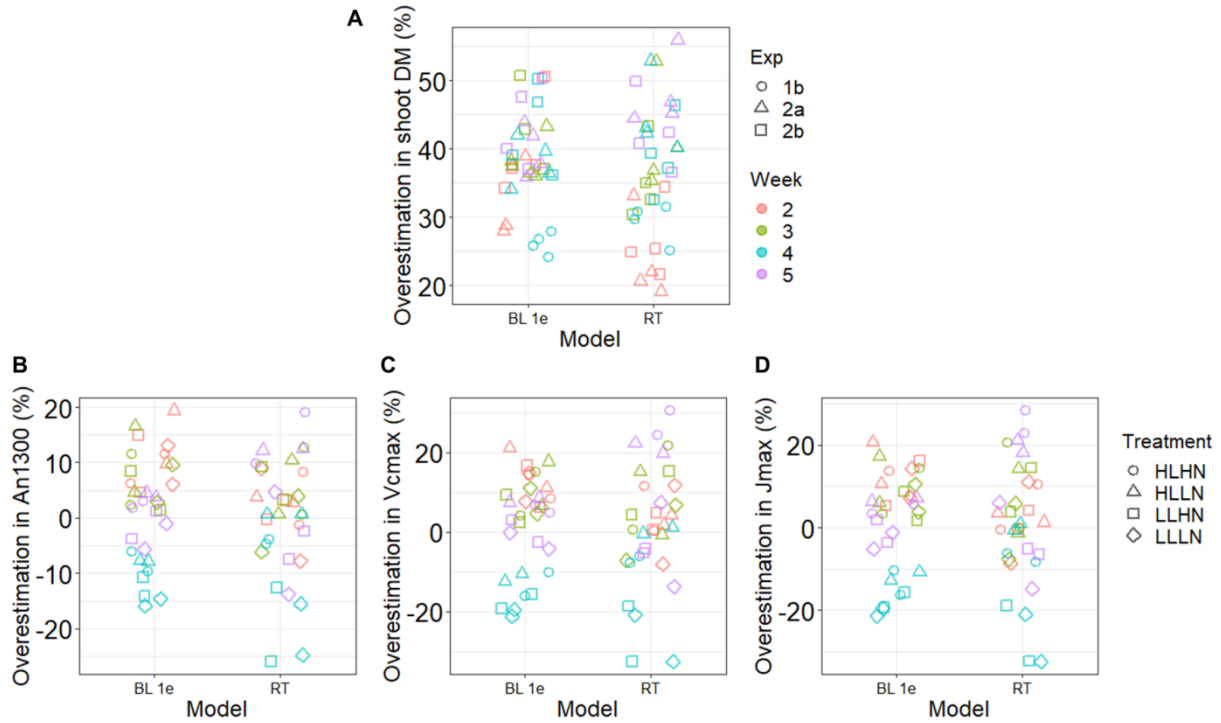 A
Overestimation in shoot DM (%)
50
40
30
20
BL 1e
RT
Model
Exp
1b
2a
2b
Week
2
3
4
5
B
Overestimation in An1300 (%)
20
10
0
-10
-20
BL 1e
RT
Model
C
Overestimation in Vcmax (%)
20
0
-20
BL 1e
RT
Model
D
Overestimation in Jmax (%)
20
0
-20
BL 1e
RT
Model
Treatment
HLHN
HLLN
LLHN
LLLN